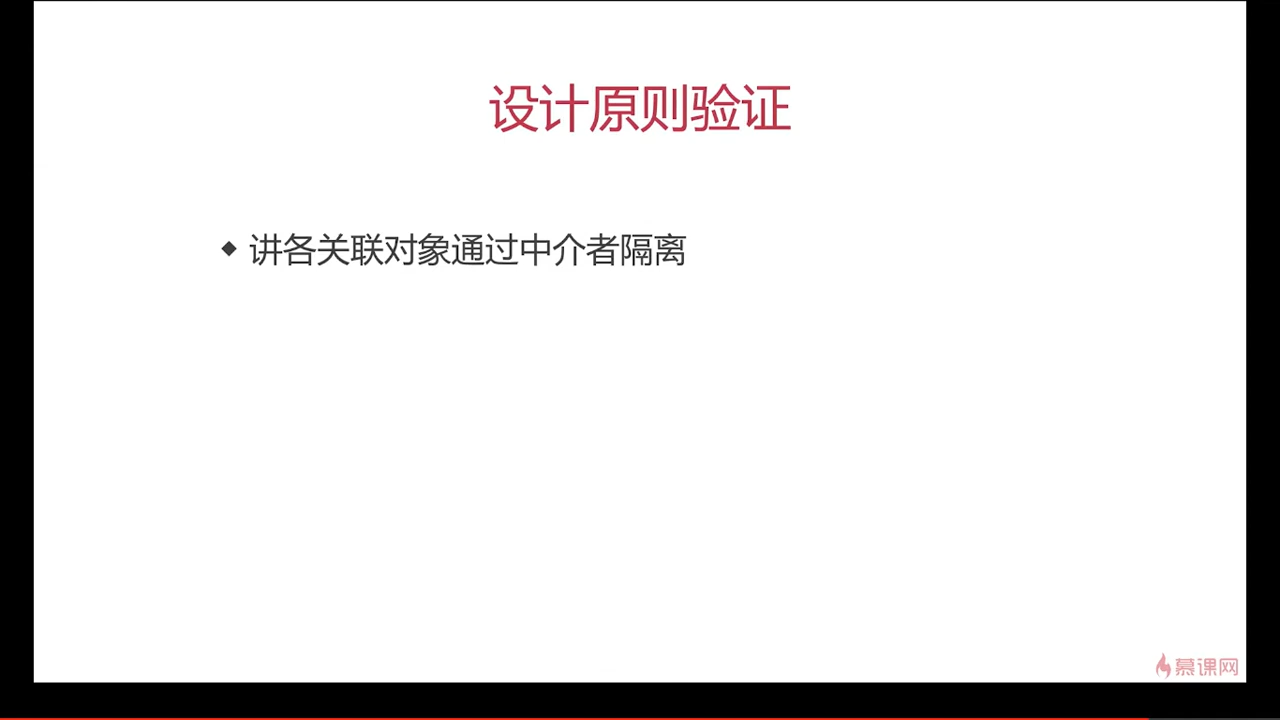 设计原则验证
◆ 讲各关联对象通过中介者隔离
慕课网